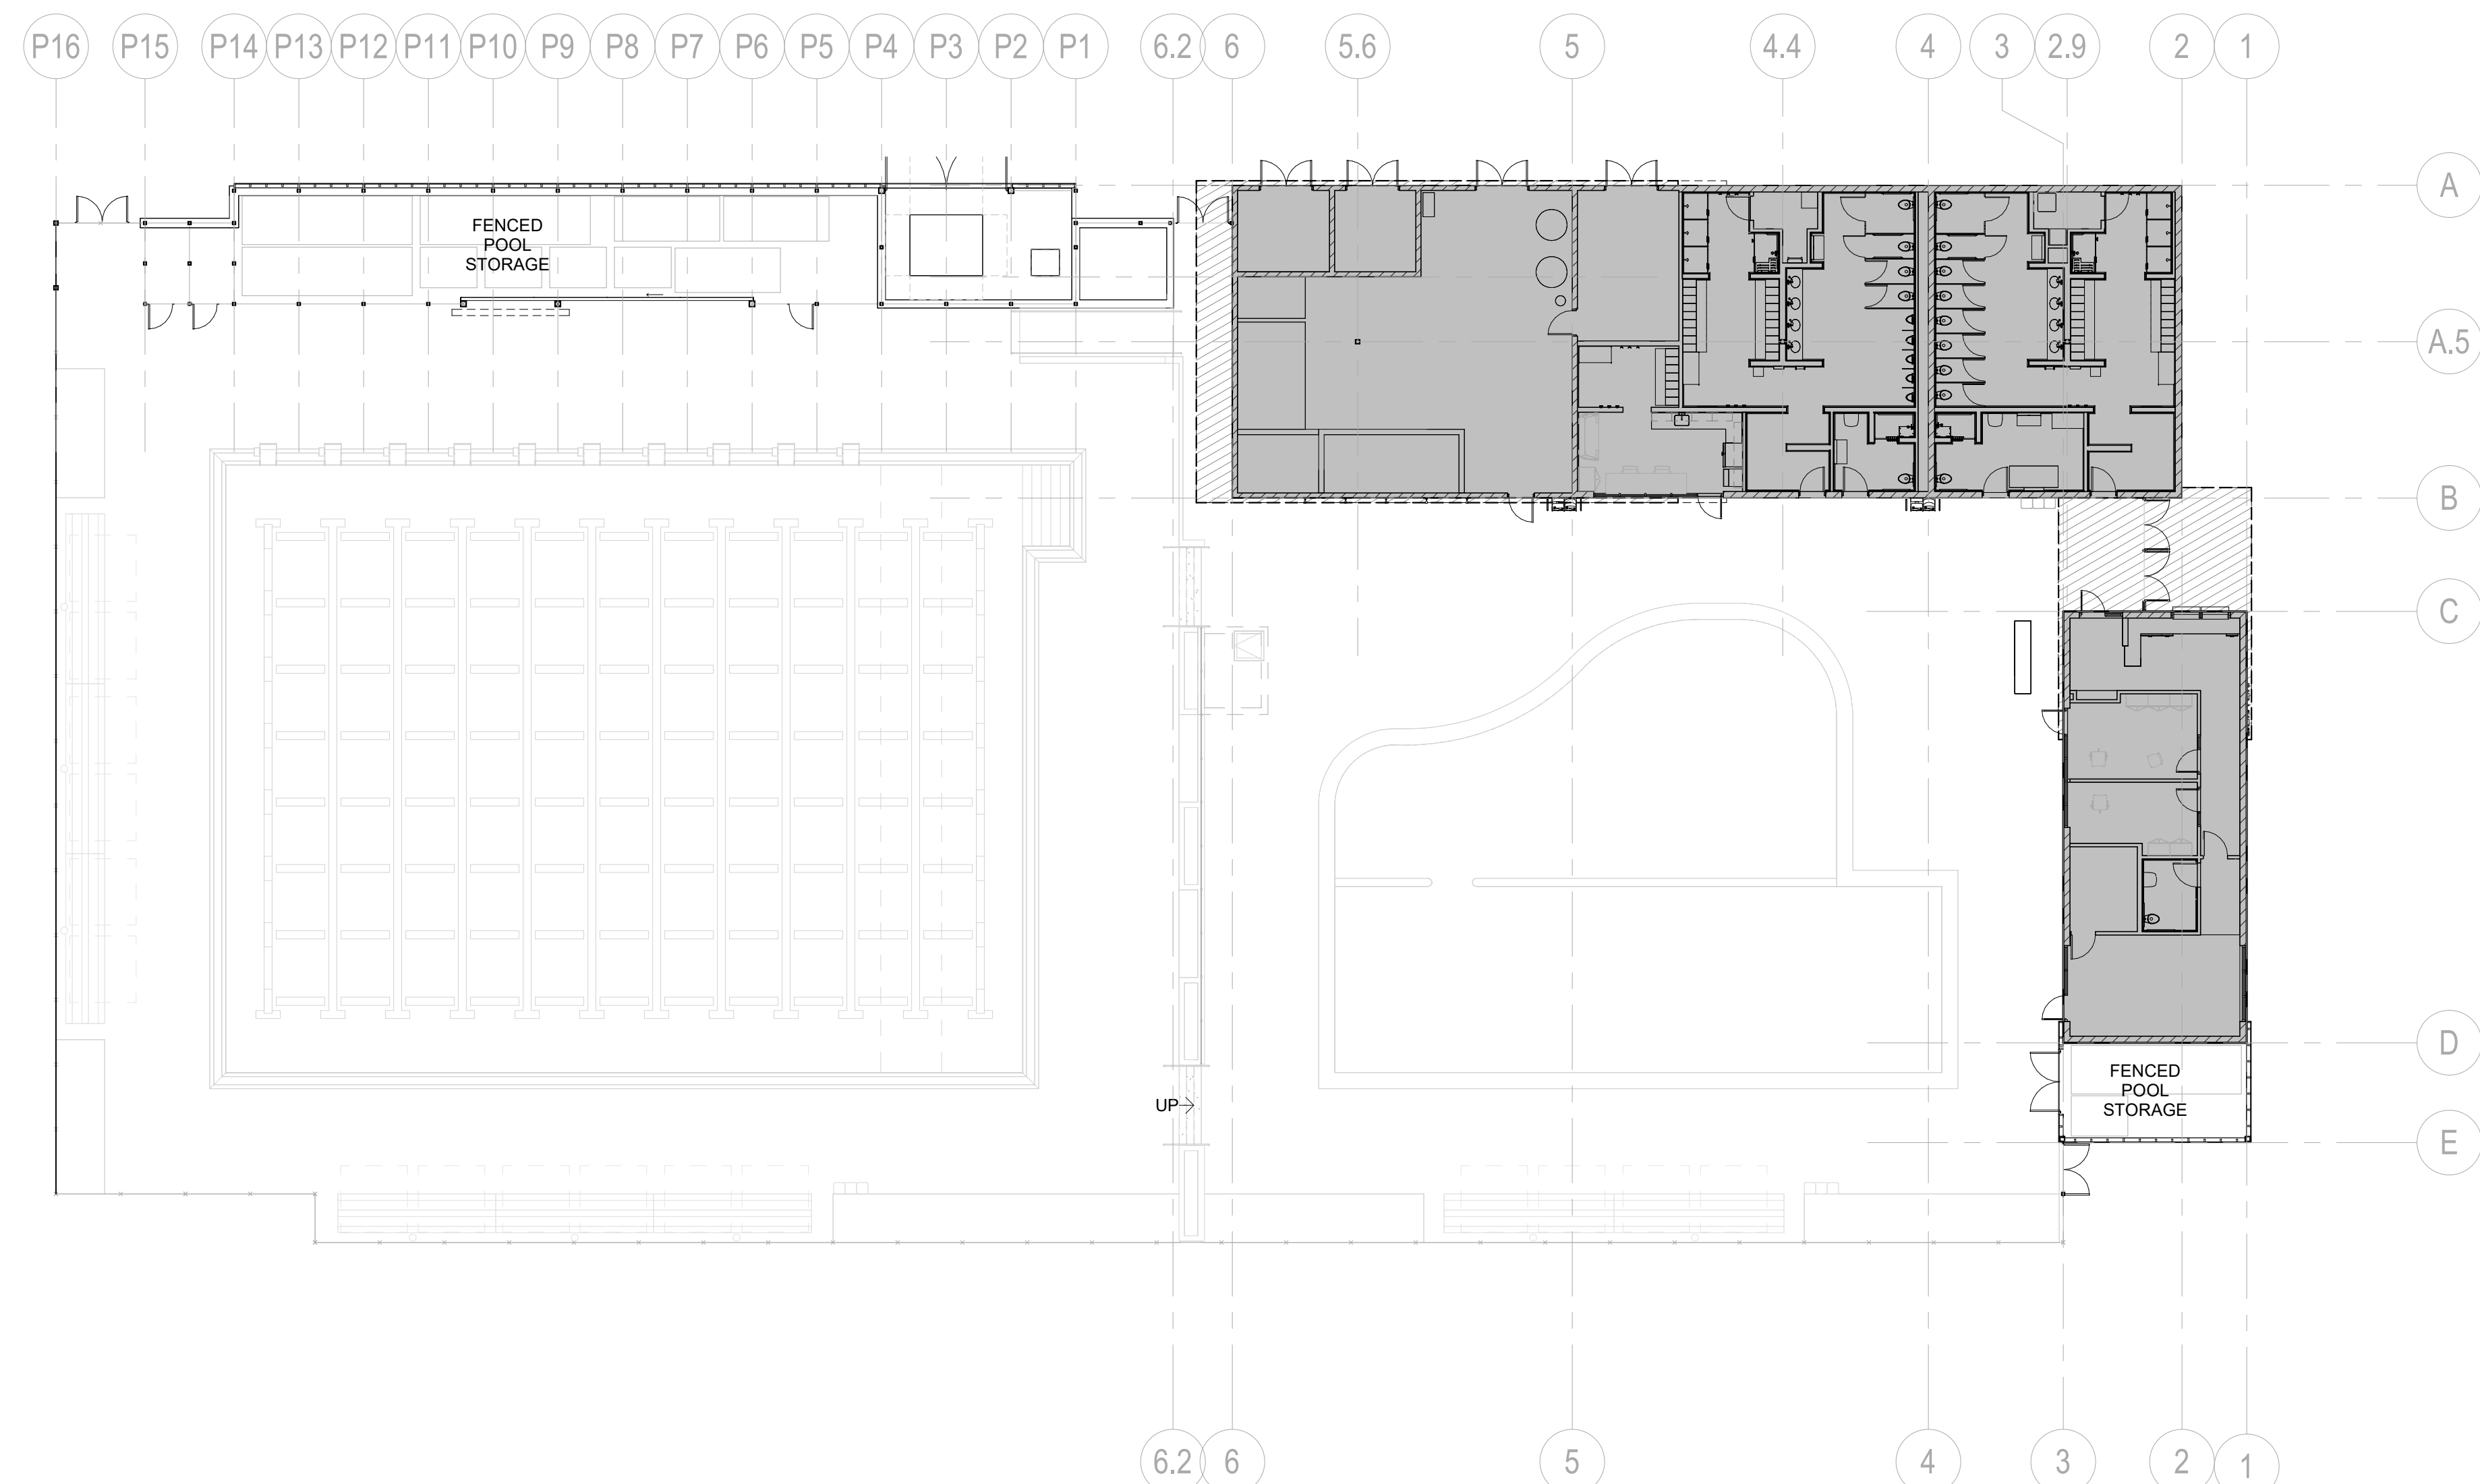 P16 P15 P14 P13 P12 P11 P10 P9 P8 P7 P6 P5 P4 P3 P2 P1 6.2 6 5.6 5 4.4 4 3 2.9 2 1
A
FENCED
POOL
STORAGE
A.5
B
C
D
FENCED
POOL
STORAGE
UP
E
6.2 6 5 4 3 2 1